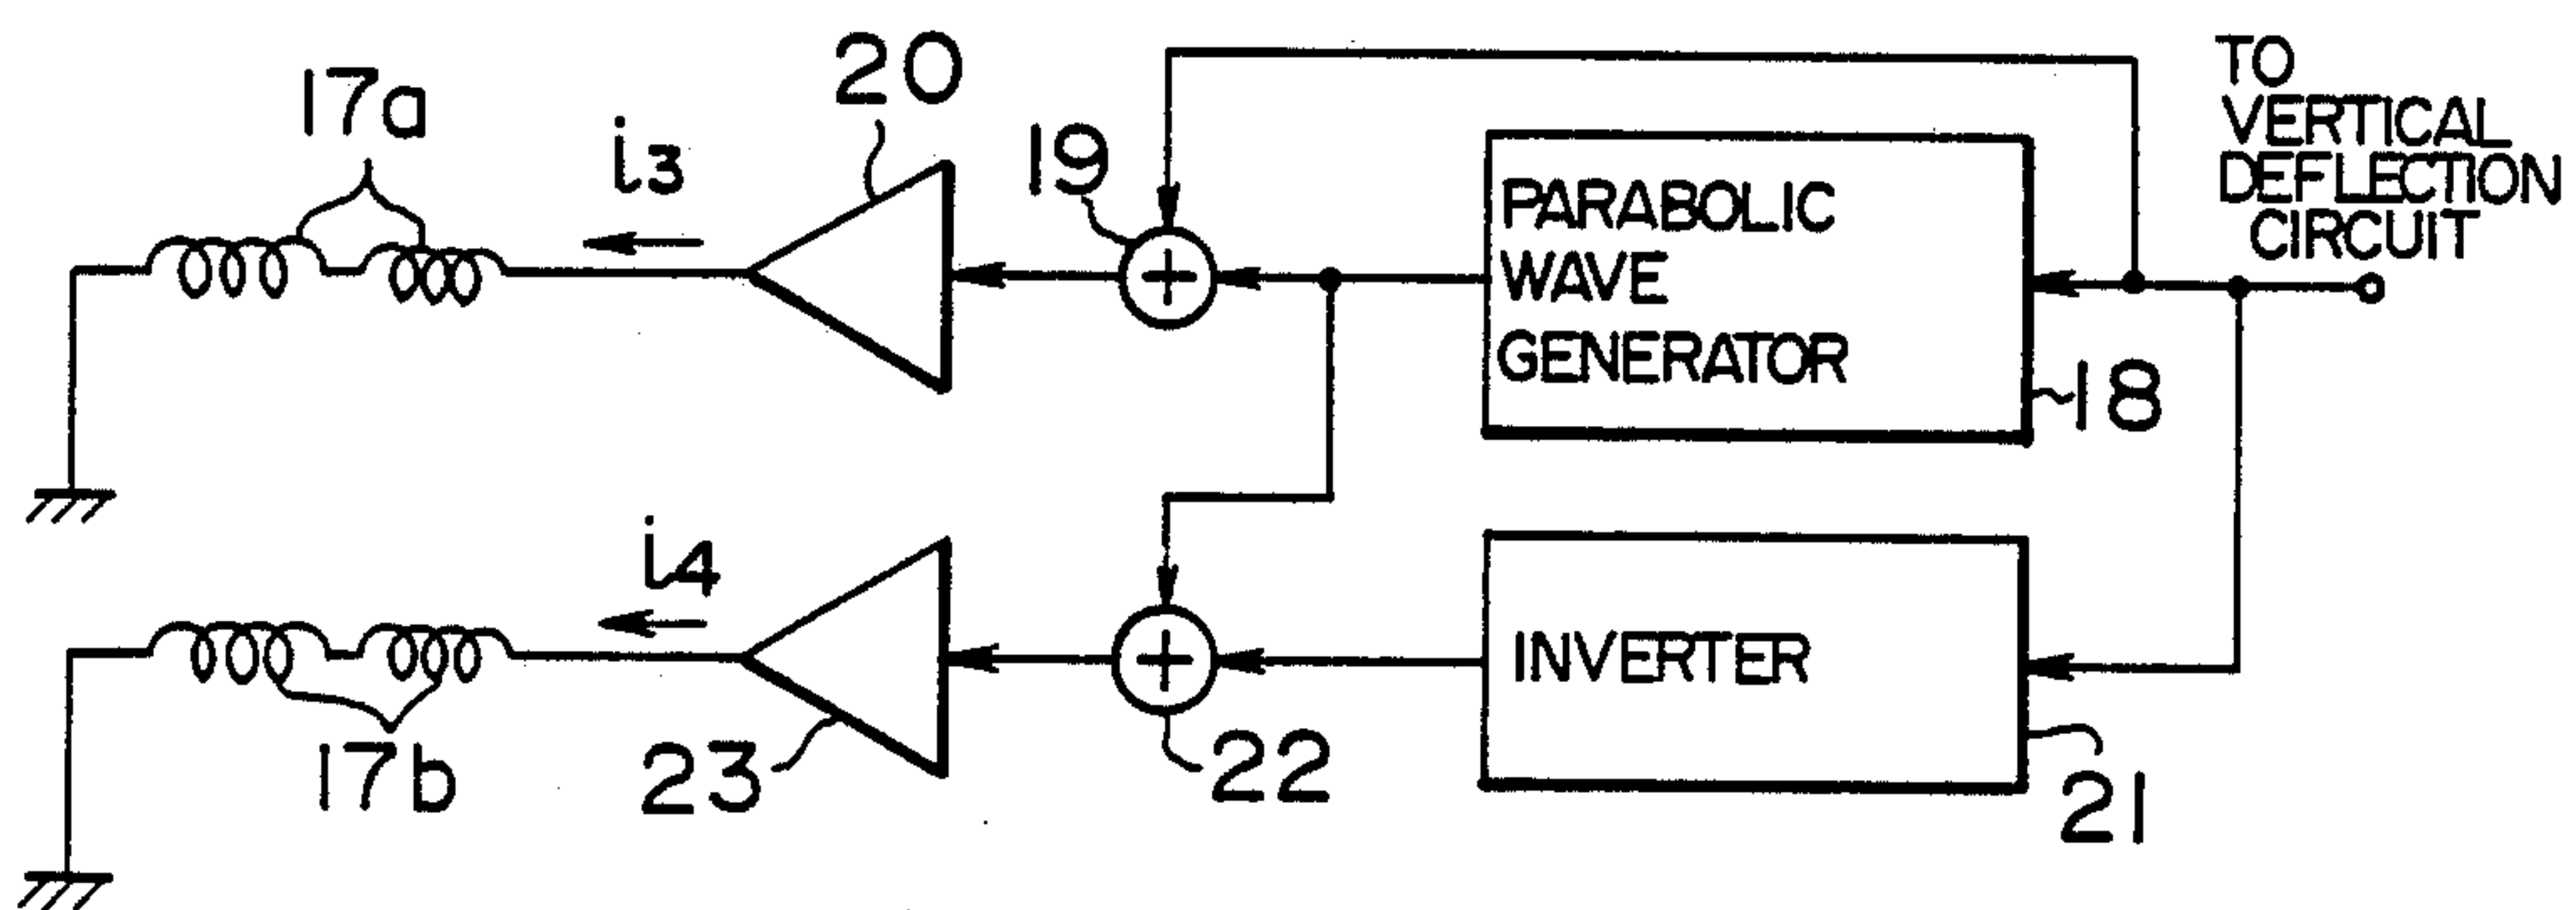 17a
i3
20
19
PARABOLIC
WAVE
GENERATOR
18
TO
VERTICAL
DEFLECTION
CIRCUIT
i4
17b
23
22
INVERTER
21
+
+